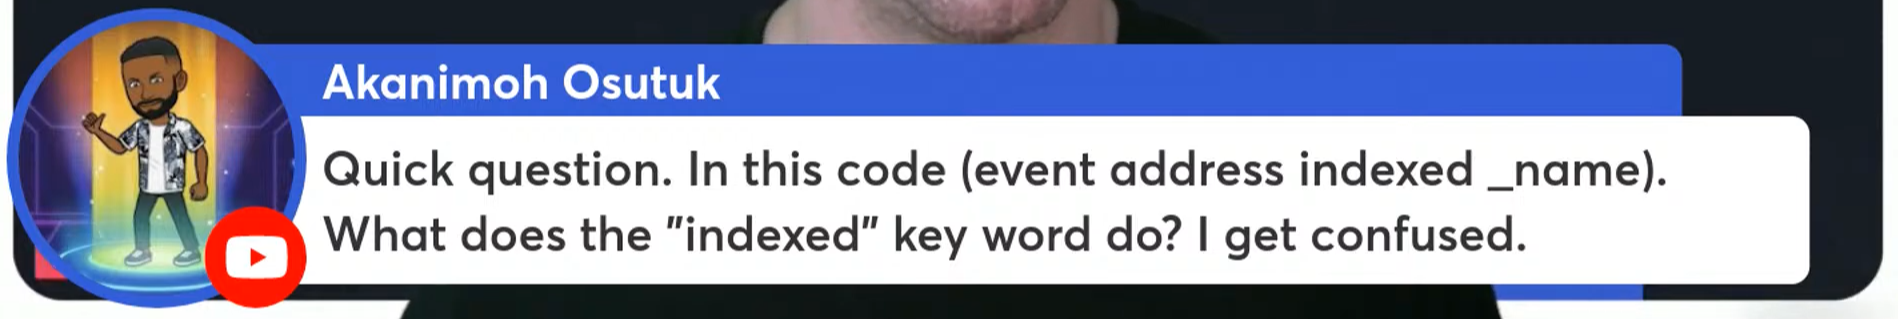 Akanimoh Osutuk
Quick question. In this code (event address indexed _name).
What does the "indexed" key word do? I get confused.